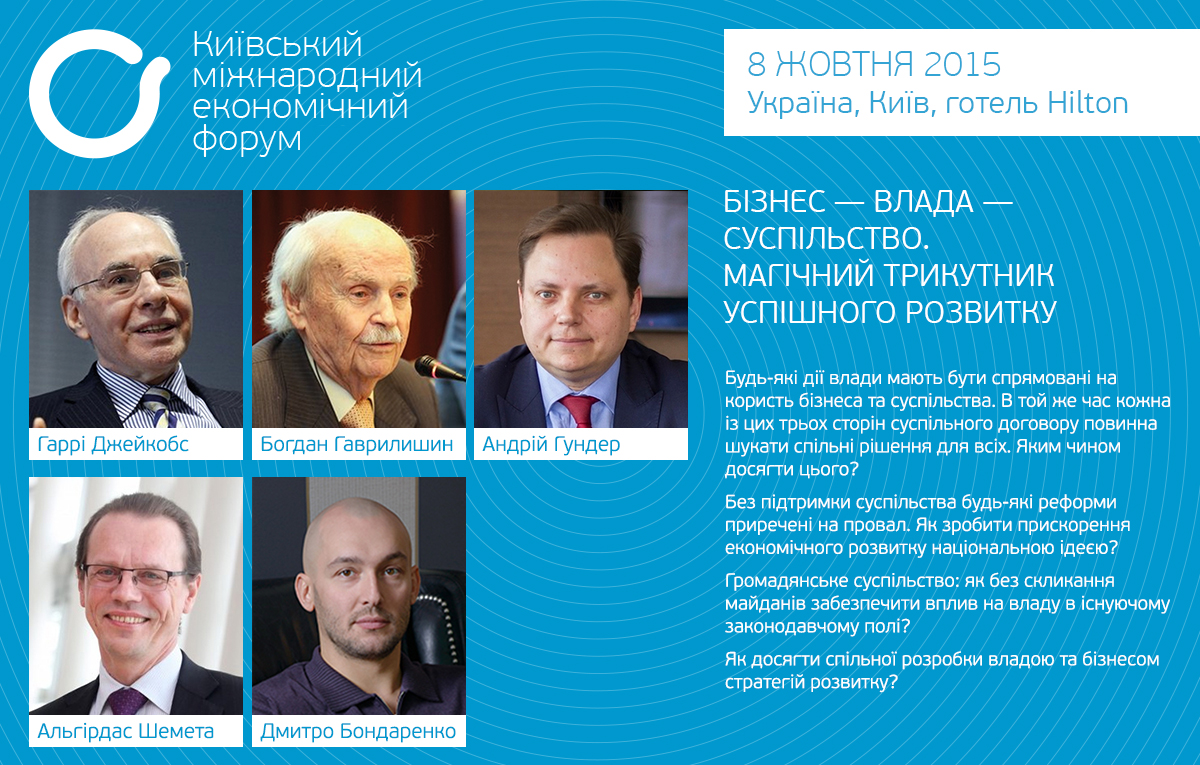 Київський
міжнародний
економічний
форум
8 ЖОВТНЯ 2015
Україна, Київ, готель Hilton
Гаррі Джейкобс
Богдан Гаврилишин
Андрій Гундер
Альгірдас Шемета
Дмитро Бондаренко
БІЗНЕС — ВЛАДА —
СУСПІЛЬСТВО.
МАГІЧНИЙ ТРИКУТНИК
УСПІШНОГО РОЗВИТКУ
Будь-які дії влади мають бути спрямовані на
користь бізнеса та суспільства. В той же час кожна
із цих трьох сторін суспільного договору повинна
шукати спільні рішення для всіх. Яким чином
досягти цього?
Без підтримки суспільства будь-які реформи
приречені на провал. Як зробити прискорення
економічного розвитку національною ідеєю?
Громадянське суспільство: як без скликання
майданів забезпечити вплив на владу в існуючому
законодавчому полі?
Як досягти спільної розробки владою та бізнесом
стратегій розвитку?